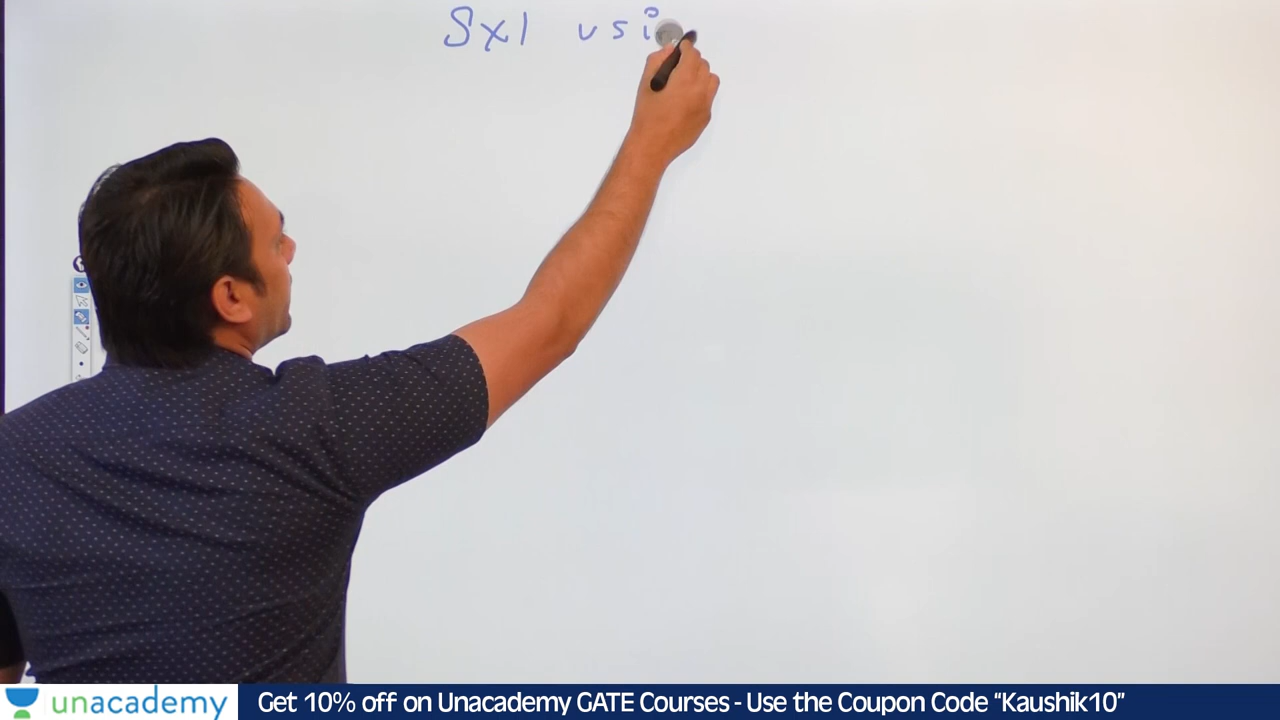 8x1 usi
unacademy
Get 10% off on Unacademy GATE Courses - Use the Coupon Code “Kaushik10”